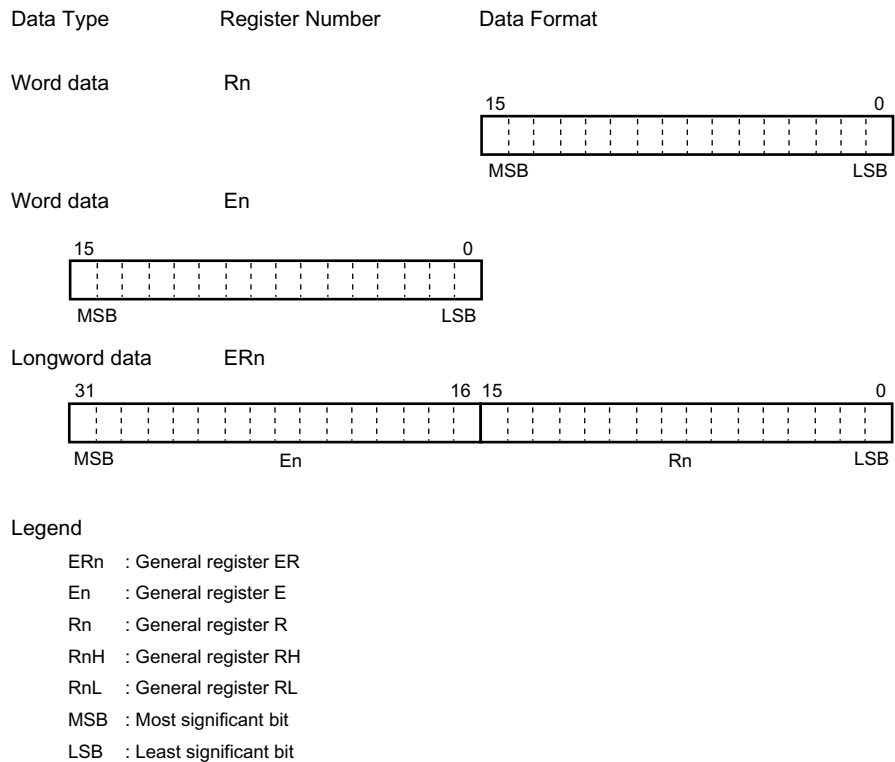 Data Type Register Number Data Format
Word data Rn
15 0
MSB LSB
Word data En
15 0
MSB LSB
Longword data ERn
31 16 15 0
MSB En Rn LSB
Legend
ERn : General register ER
En : General register E
Rn : General register R
RnH : General register RH
RnL : General register RL
MSB : Most significant bit
LSB : Least significant bit